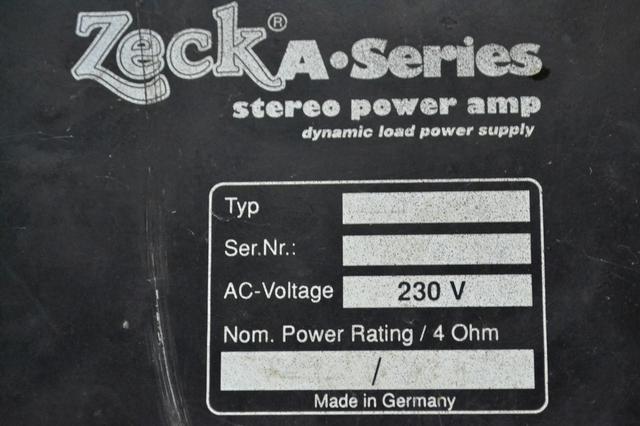 Zeck® A·Series
stereo power amp
dynamic load power supply
Typ
Ser.Nr.:
AC-Voltage 230 V
Nom. Power Rating / 4 Ohm
/
Made in Germany